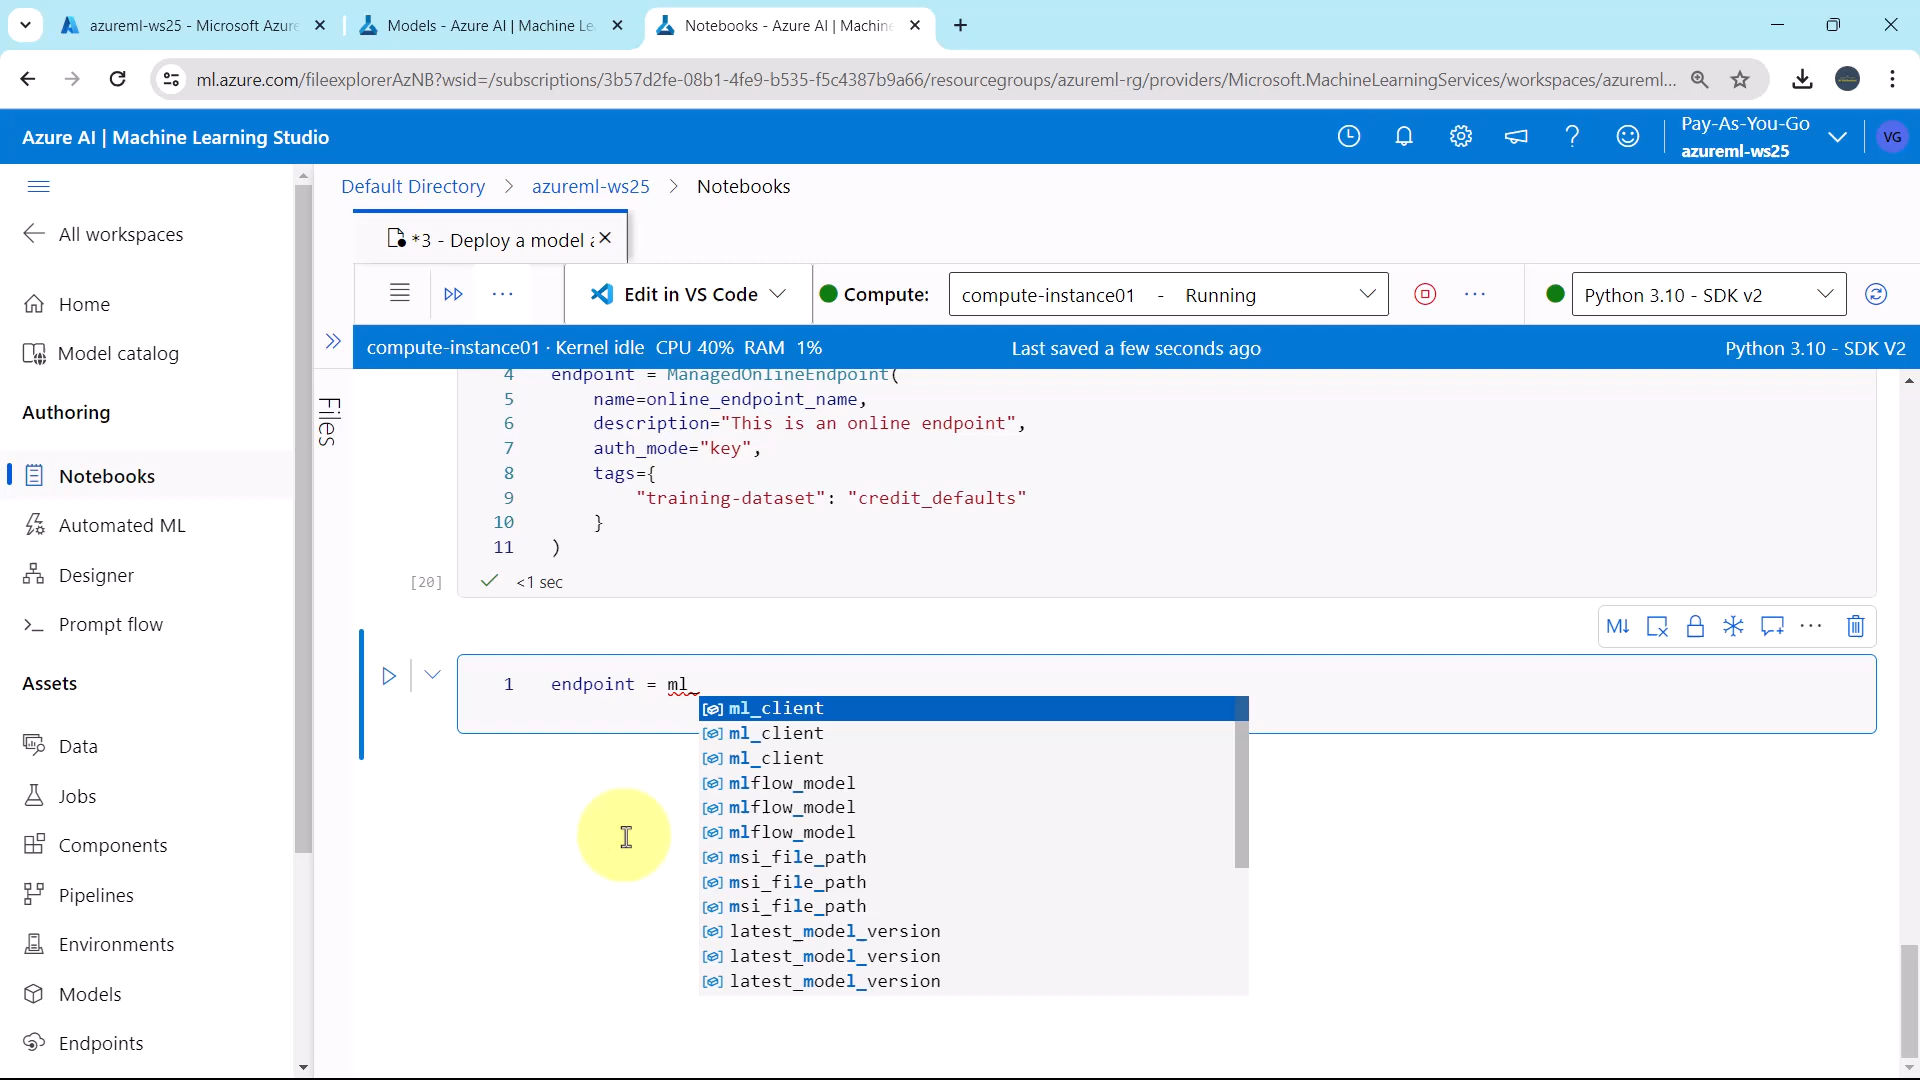 azureml-ws25 - Microsoft Azure
Models - Azure AI | Machine Le
Notebooks - Azure AI | Machine
ml.azure.com/fileexplorerAzNB?wsid=/subscriptions/3b57d2fe-08b1-4fe9-b535-f5c4387b9a66/resourcegroups/azureml-rg/providers/Microsoft.MachineLearningServices/workspaces/azureml...
Azure AI | Machine Learning Studio
Pay-As-You-Go
azureml-ws25
VG
All workspaces
Home
Model catalog
Authoring
Notebooks
Automated ML
Designer
Prompt flow
Assets
Data
Jobs
Components
Pipelines
Environments
Models
Endpoints
Default Directory > azureml-ws25 > Notebooks
*3 - Deploy a model a
Edit in VS Code
Compute:
compute-instance01 - Running
Python 3.10 - SDK v2
compute-instance01 · Kernel idle CPU 40% RAM 1%
Last saved a few seconds ago
Python 3.10 - SDK V2
Files
4 endpoint = ManagedOnlineEndpoint(
5 name=online_endpoint_name,
6 description="This is an online endpoint",
7 auth_mode="key",
8 tags={
9 "training-dataset": "credit_defaults"
10 }
11 )
[20] <1 sec
M↓
1 endpoint = ml_
ml_client
ml_client
ml_client
mlflow_model
mlflow_model
mlflow_model
msi_file_path
msi_file_path
msi_file_path
latest_model_version
latest_model_version
latest_model_version